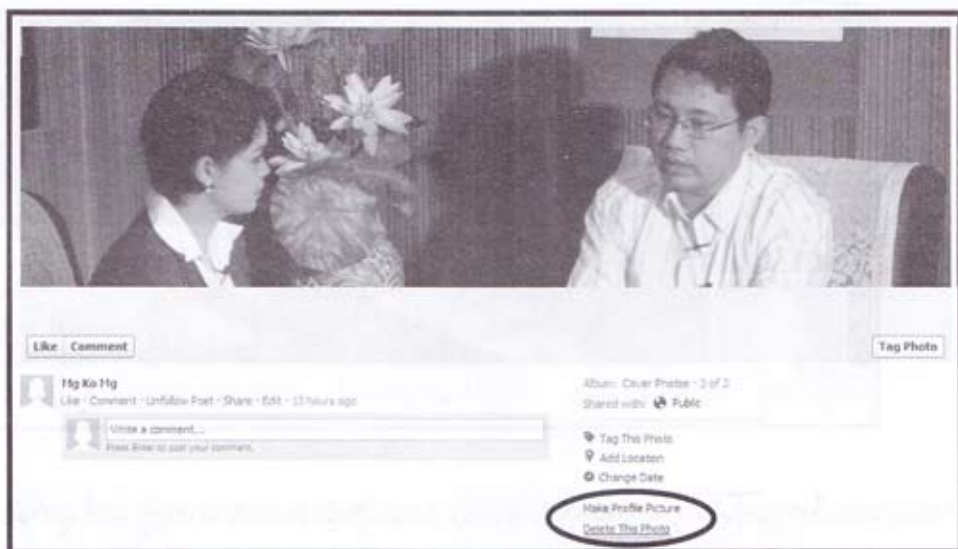 Like Comment
Tag Photo
Mg Ko Mg
Like · Comment · Unfollow Post · Share · Edit · 13 hours ago
Write a comment...
Press Enter to post your comment.
Album: Cover Photos · 2 of 2
Shared with: Public
Tag This Photo
Add Location
Change Date
Make Profile Picture
Delete This Photo